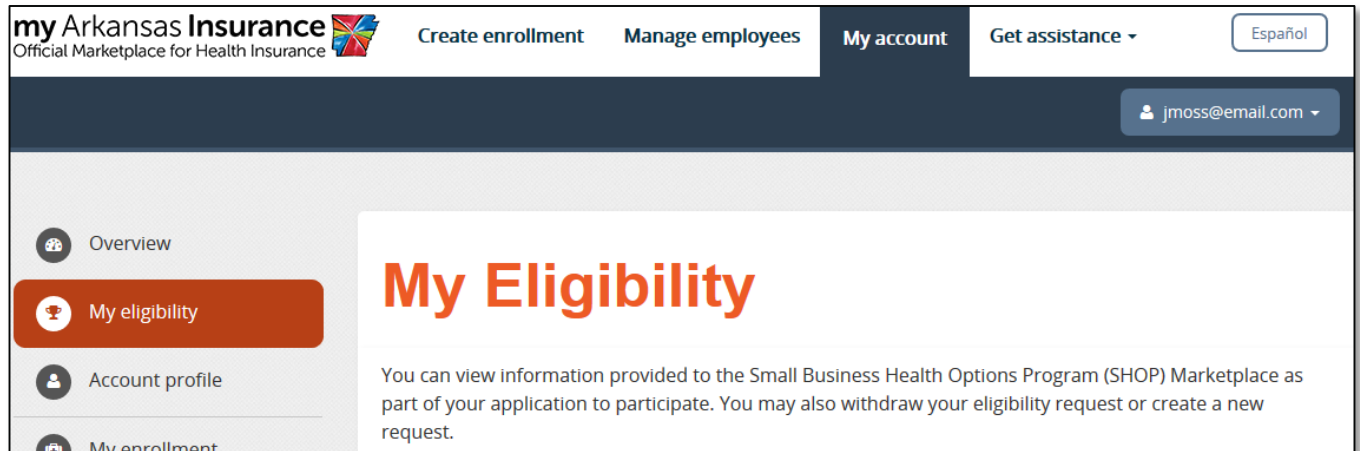 my Arkansas Insurance
Official Marketplace for Health Insurance
Create enrollment
Manage employees
My account
Get assistance
Español
jmoss@email.com
Overview
My eligibility
Account profile
My enrollment
My Eligibility
You can view information provided to the Small Business Health Options Program (SHOP) Marketplace as
part of your application to participate. You may also withdraw your eligibility request or create a new
request.